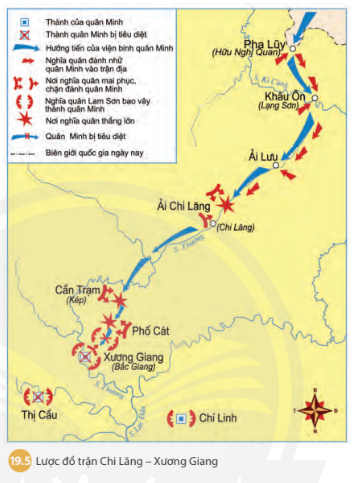 Thành của quân Minh
Thành quân Minh bị tiêu diệt
Hướng tiến của viện binh quân Minh
Nghĩa quân đánh nhử
quân Minh vào trận địa
Nơi nghĩa quân mai phục,
chặn đánh quân Minh
Nghĩa quân Lam Sơn bao vây
thành quân Minh
Nơi nghĩa quân thắng lớn
Quân Minh bị tiêu diệt
Biên giới quốc gia ngày nay
Pha Lũy
(Hữu Nghị Quan)
S. Kì Cùng
Khâu Ôn
(Lạng Sơn)
Ải Lưu
Ải Chi Lăng
(Chi Lăng)
S. Thương
Cần Trạm
(Kép)
Phố Cát
Xương Giang
(Bắc Giang)
S. Thương
S. Lục Nam
Thị Cầu
Chí Linh
B
T
Đ
N
19.5 Lược đồ trận Chi Lăng – Xương Giang